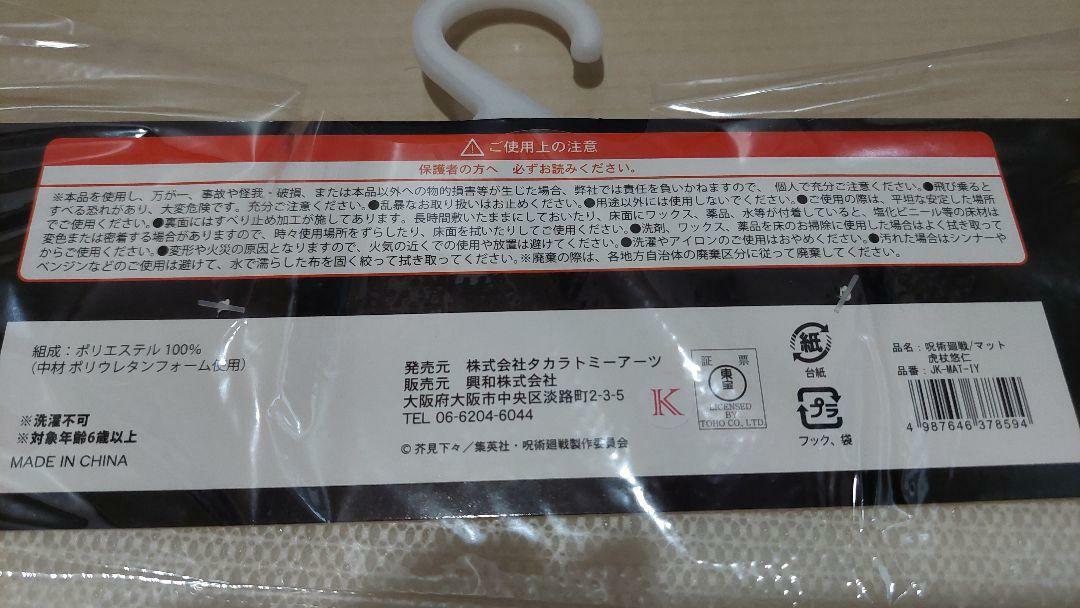 ⚠ ご使用上の注意
保護者の方へ 必ずお読みください。
※本品を使用し、万が一、事故や怪我・破損、または本品以外への物的損害等が生じた場合、弊社では責任を負いかねますので、個人で充分ご注意ください。●飛び乗ると
すべる恐れがあり、大変危険です。充分ご注意ください。●乱暴なお取り扱いはお止めください。●用途以外には使用しないでください。●ご使用の際は、平坦な安定した場所
でご使用ください。●裏面にはすべり止め加工が施してあります。長時間敷いたままにしておいたり、床面にワックス、薬品、水等が付着していると、塩化ビニール等の床材は
変色または密着する場合がありますので、時々使用場所をずらしたり、床面を拭いたりしてご使用ください。●洗剤、ワックス、薬品を床のお掃除に使用した場合はよく拭き取って
からご使用ください。●変形や火災の原因となりますので、火気の近くでの使用や放置は避けてください。●洗濯やアイロンのご使用はおやめください。●汚れた場合はシンナーや
ベンジンなどのご使用は避けて、水で濡らした布を固く絞って拭き取ってください。※廃棄の際は、各地方自治体の廃棄区分に従って廃棄してください。
組成：ポリエステル 100%
（中材 ポリウレタンフォーム使用）
※洗濯不可
※対象年齢6歳以上
MADE IN CHINA
発売元 株式会社タカラトミーアーツ
販売元 興和株式会社
大阪府大阪市中央区淡路町2-3-5
TEL 06-6204-6044
©芥見下々／集英社・呪術廻戦製作委員会
K
証 票
東宝
LICENSED
BY
TOHO CO., LTD
紙
台紙
プラ
フック、袋
品名：呪術廻戦/マット
虎杖悠仁
品番：JK-MAT-IY
4 987646 378594